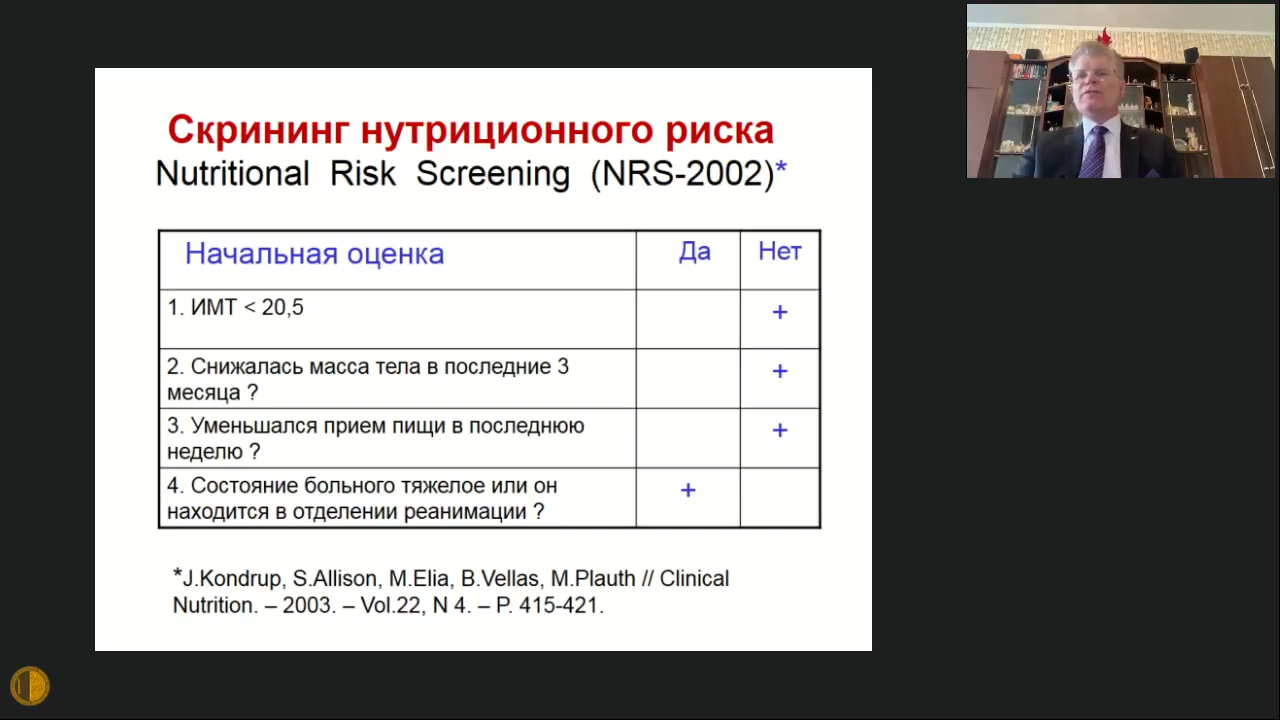 Скрининг нутриционного риска
Nutritional Risk Screening (NRS-2002)*
Начальная оценка Да Нет
1. ИМТ < 20,5 +
2. Снижалась масса тела в последние 3
месяца ? +
3. Уменьшался прием пищи в последнюю
неделю ? +
4. Состояние больного тяжелое или он
находится в отделении реанимации ? +
*J.Kondrup, S.Allison, M.Elia, B.Vellas, M.Plauth // Clinical
Nutrition. – 2003. – Vol.22, N 4. – P. 415-421.